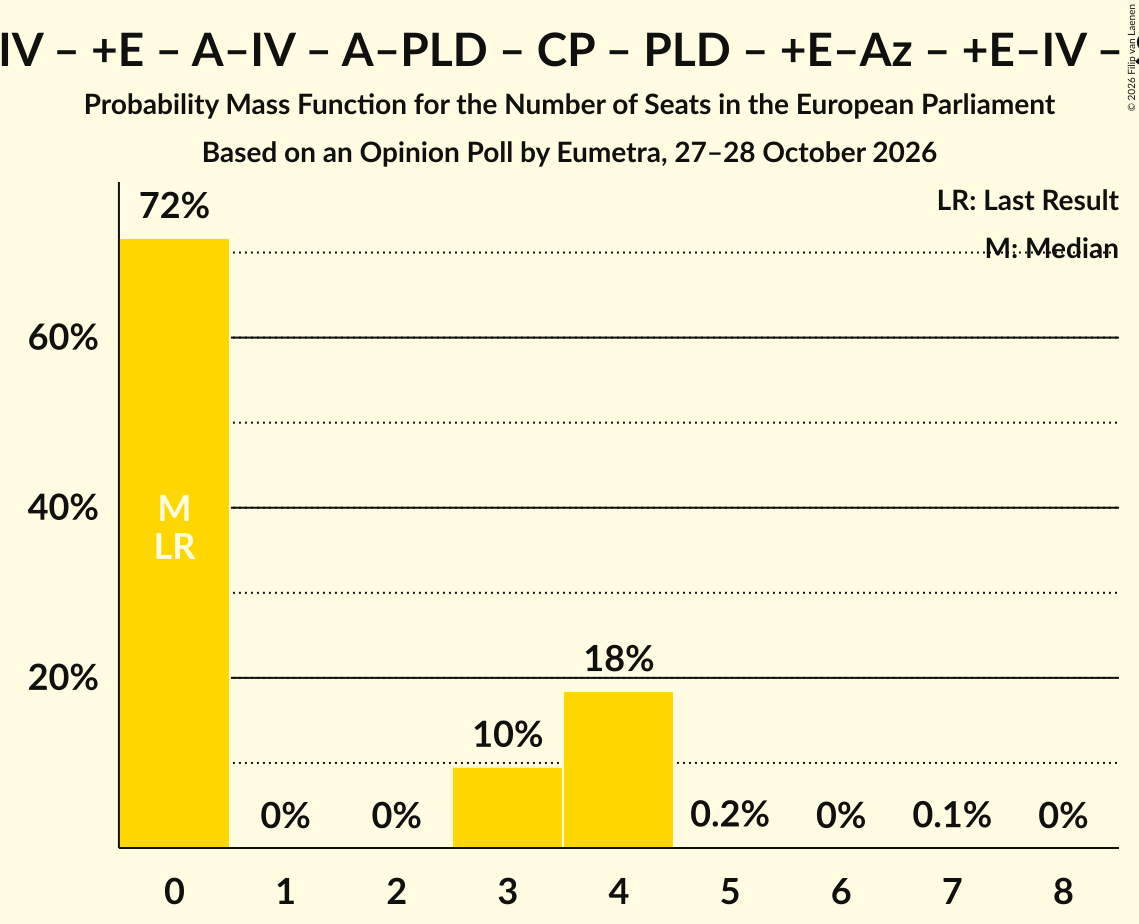 IV – +E – A–IV – A–PLD – CP – PLD – +E–Az – +E–IV –
Probability Mass Function for the Number of Seats in the European Parliament
Based on an Opinion Poll by Eumetra, 27–28 October 2026
© 2026 Filip van Laenen
LR: Last Result
M: Median
72%
60%
40%
20%
M
LR
0%
0%
10%
18%
0.2%
0%
0.1%
0%
0 1 2 3 4 5 6 7 8